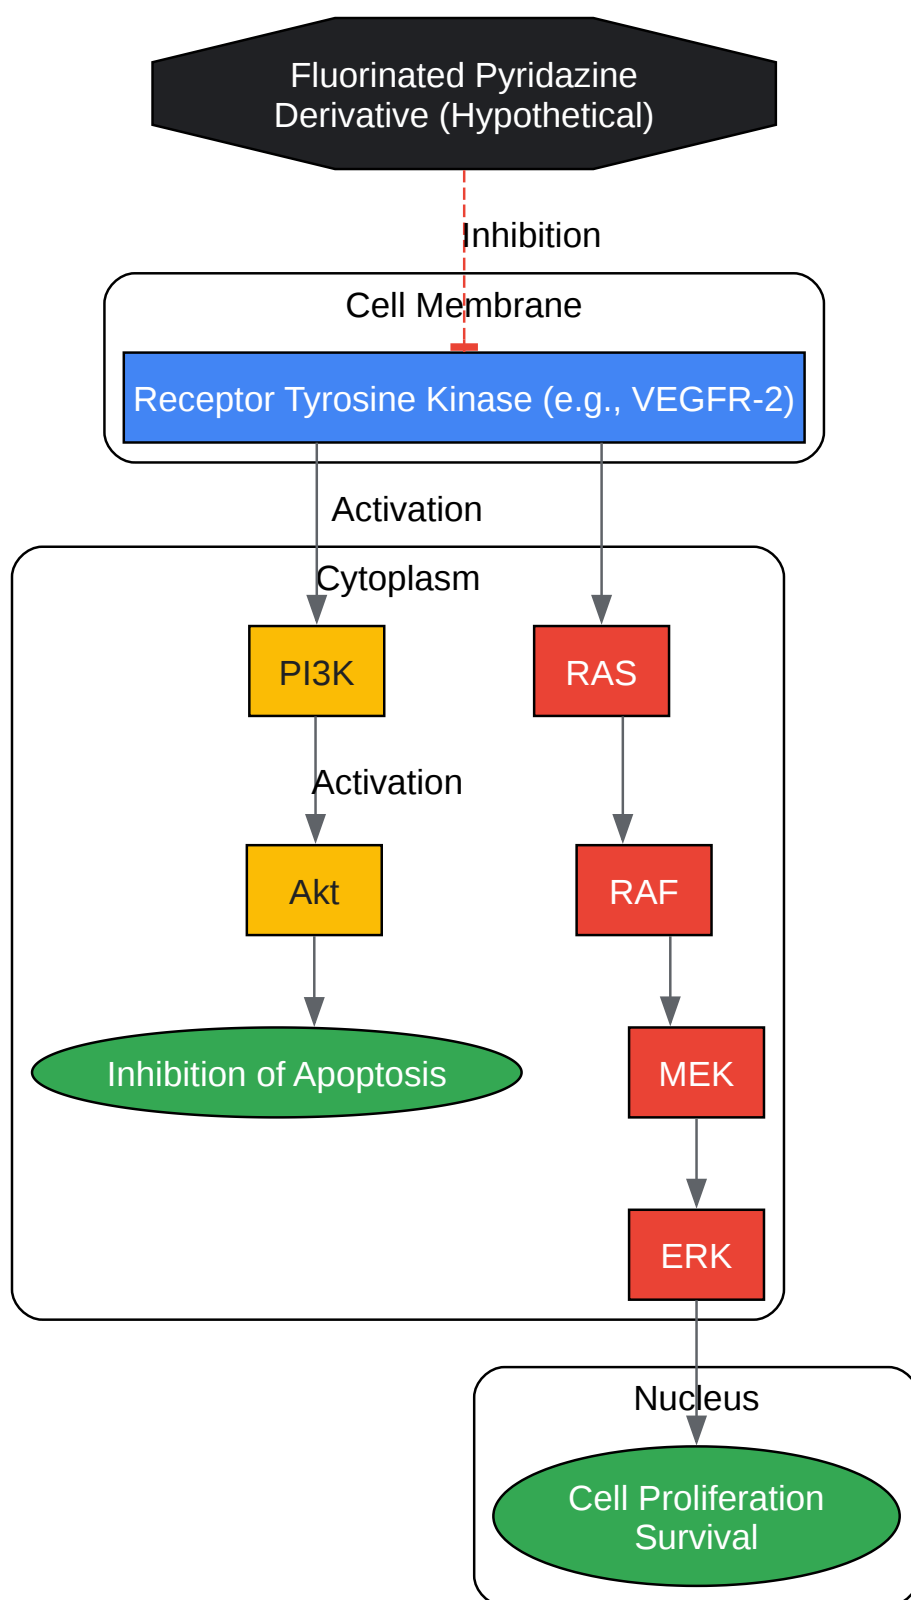 Fluorinated Pyridazine
Derivative (Hypothetical)
Inhibition
Cell Membrane
Receptor Tyrosine Kinase (e.g., VEGFR-2)
Activation
Cytoplasm
PI3K
RAS
Activation
Akt
RAF
Inhibition of Apoptosis
MEK
ERK
Nucleus
Cell Proliferation
Survival